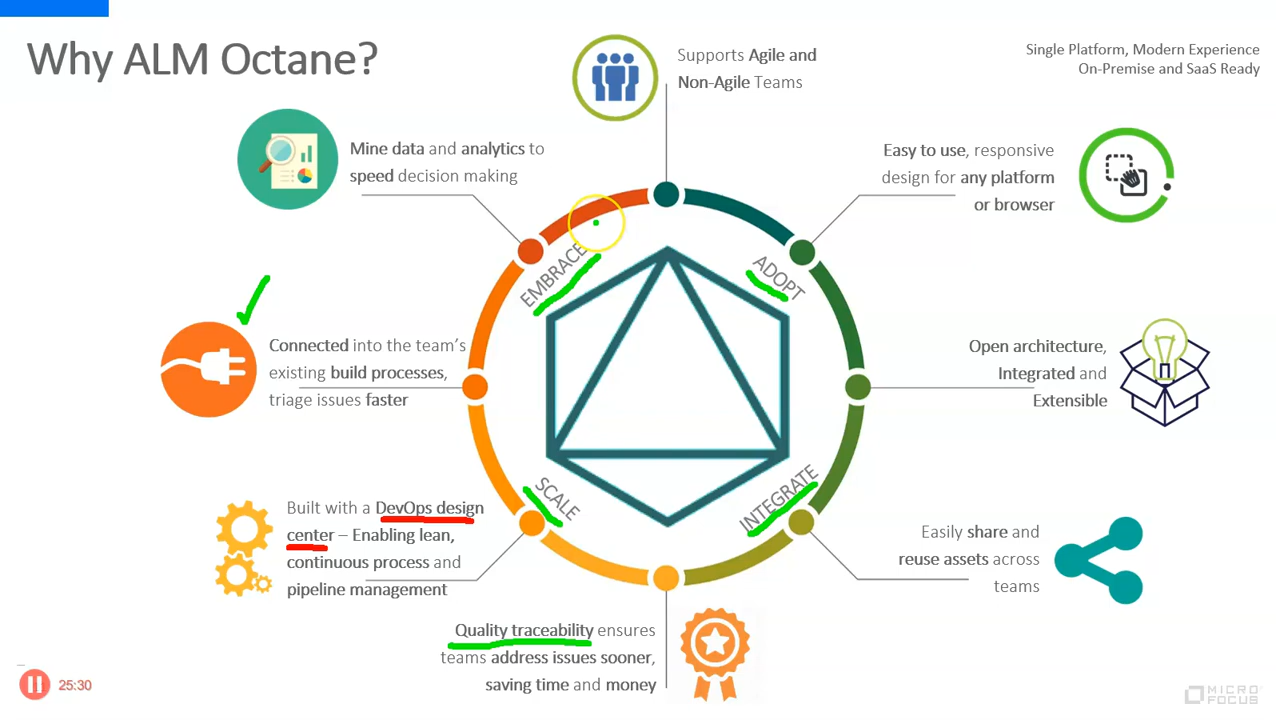 Why ALM Octane?
Single Platform, Modern Experience
On-Premise and SaaS Ready
Supports Agile and
Non-Agile Teams
Mine data and analytics to
speed decision making
Easy to use, responsive
design for any platform
or browser
EMBRACE
ADOPT
Connected into the team's
existing build processes,
triage issues faster
Open architecture,
Integrated and
Extensible
SCALE
INTEGRATE
Built with a DevOps design
center – Enabling lean,
continuous process and
pipeline management
Easily share and
reuse assets across
teams
Quality traceability ensures
teams address issues sooner,
saving time and money
25:30
MICRO
FOCUS